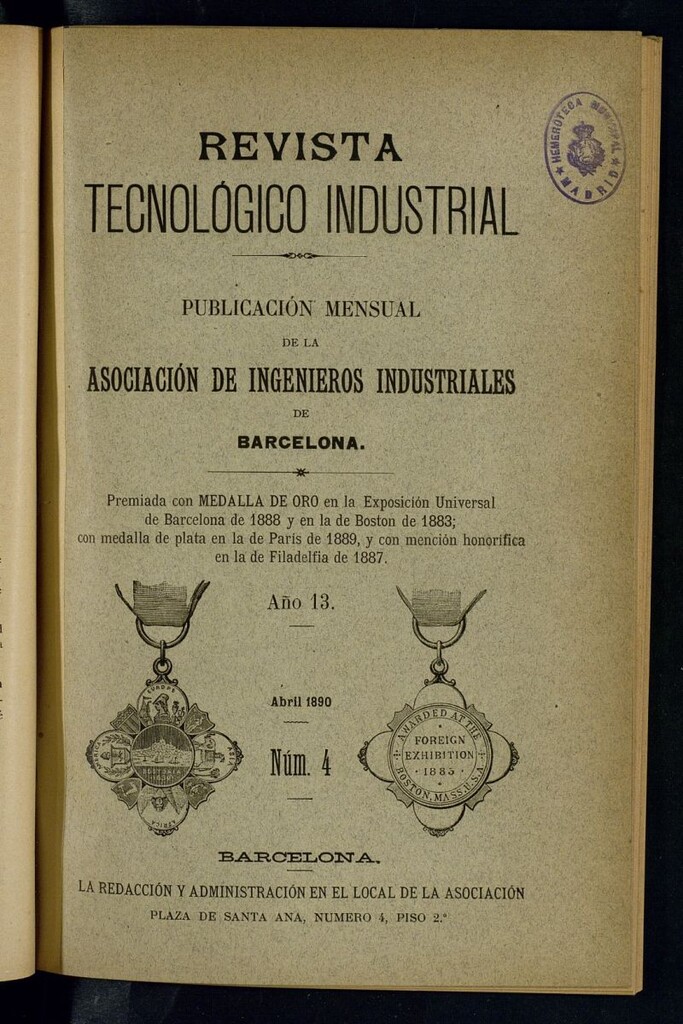 REVISTA
TECNOLÓGICO INDUSTRIAL
HEMEROTECA MUNICIPAL
★ MADRID ★
PUBLICACIÓN MENSUAL
DE LA
ASOCIACIÓN DE INGENIEROS INDUSTRIALES
DE
BARCELONA.
Premiada con MEDALLA DE ORO en la Exposición Universal
de Barcelona de 1888 y en la de Boston de 1883;
con medalla de plata en la de París de 1889, y con mención honorífica
en la de Filadelfia de 1887.
Año 13.
Abril 1890
Núm. 4
EUROPE
ASIA
AFRICA
AWARDED AT THE
FOREIGN
EXHIBITION
· 1883 ·
BOSTON, MASS. U.S.A
BARCELONA.
LA REDACCIÓN Y ADMINISTRACIÓN EN EL LOCAL DE LA ASOCIACIÓN
PLAZA DE SANTA ANA, NUMERO 4, PISO 2.º